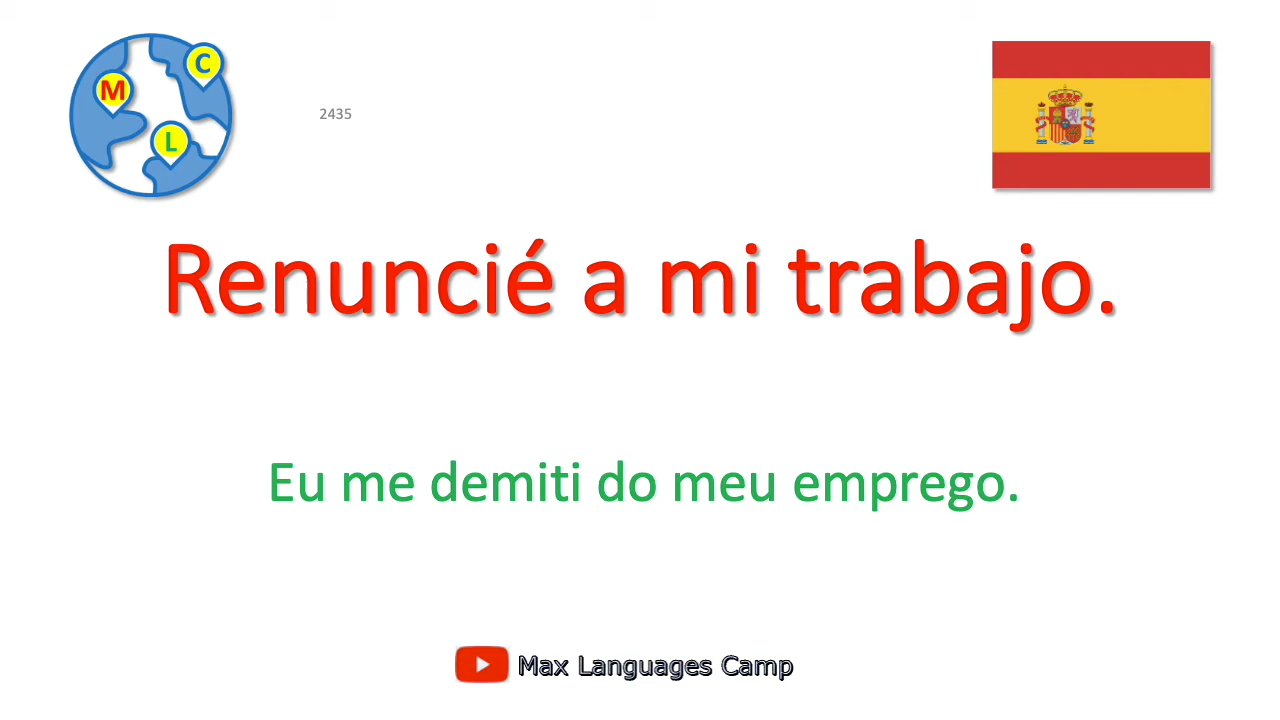 M
C
L
2435
Renuncié a mi trabajo.
Eu me demiti do meu emprego.
Max Languages Camp